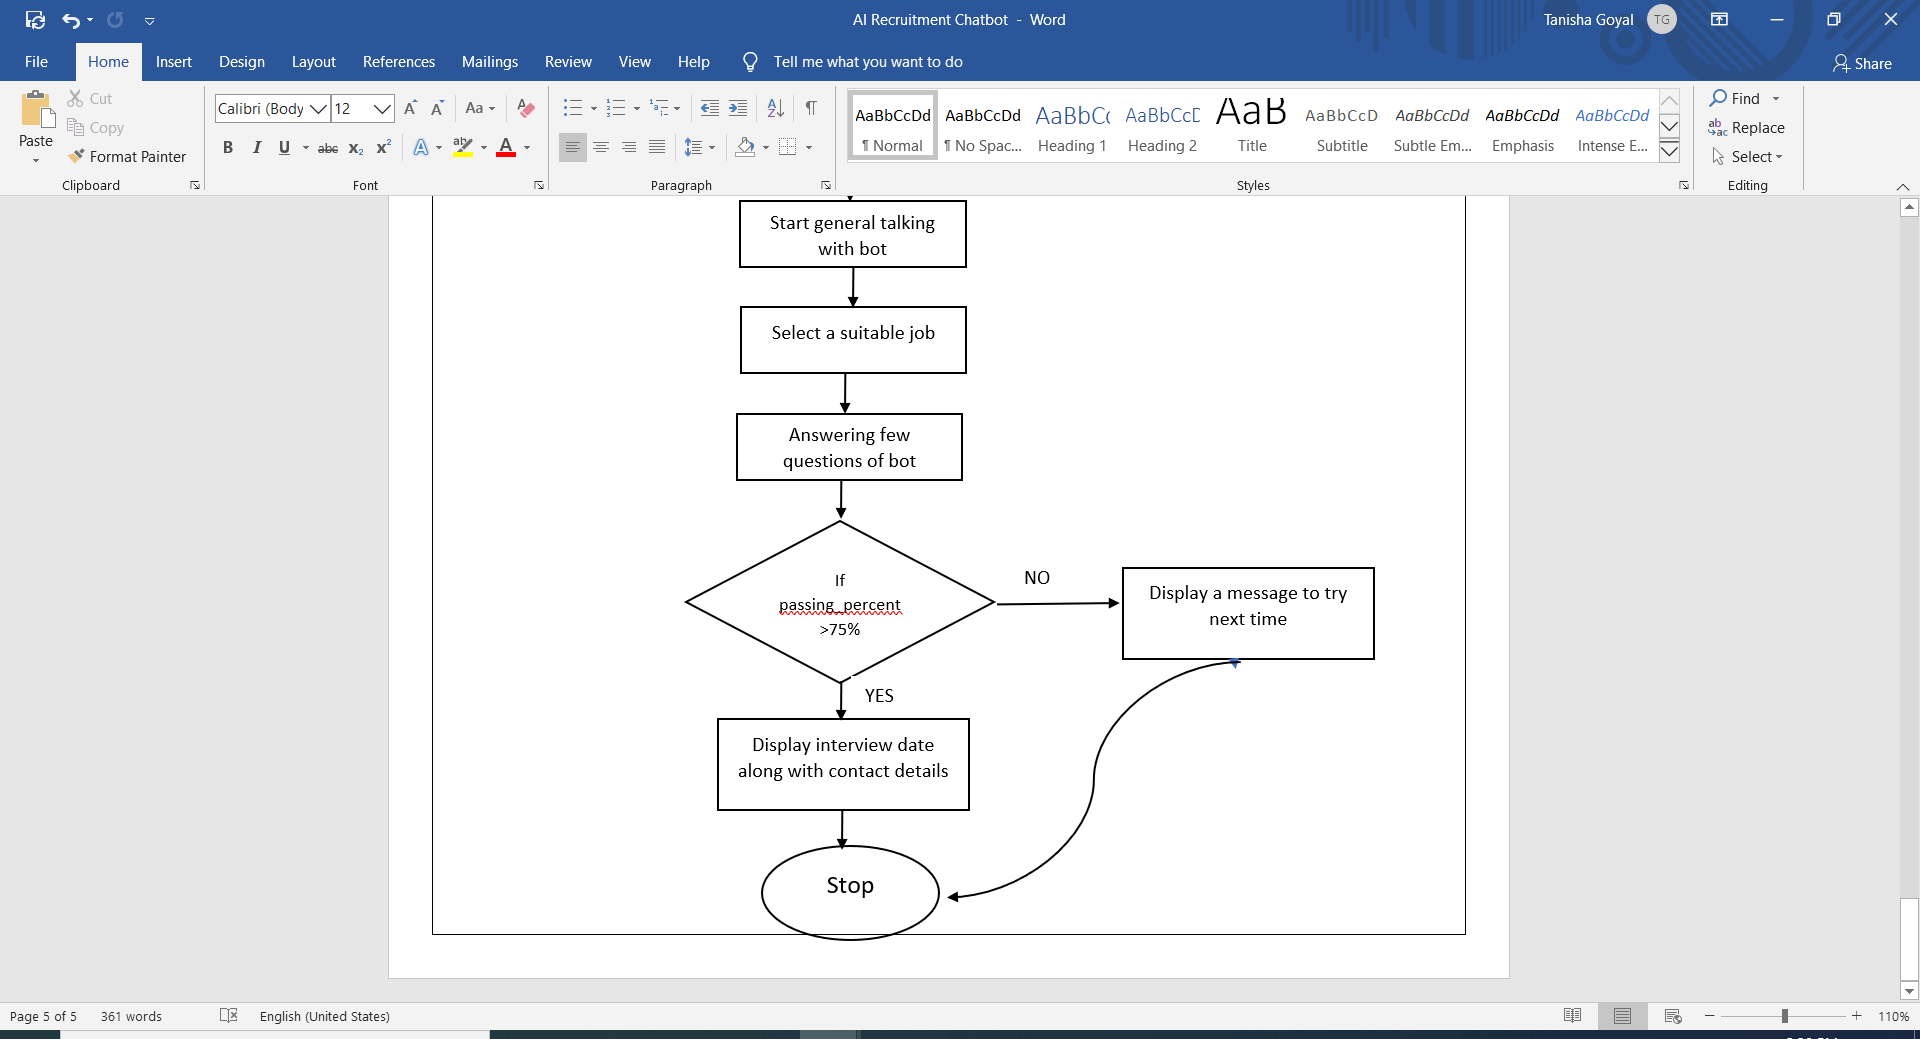 AI Recruitment Chatbot - Word
Tanisha Goyal
TG
File
Home
Insert
Design
Layout
References
Mailings
Review
View
Help
Tell me what you want to do
Share
Paste
Cut
Copy
Format Painter
Clipboard
Calibri (Body
12
Font
Paragraph
AaBbCcDd
¶ Normal
AaBbCcDd
¶ No Spac...
AaBbCc
Heading 1
AaBbCcD
Heading 2
AaB
Title
AaBbCcD
Subtitle
AaBbCcDd
Subtle Em...
AaBbCcDd
Emphasis
AaBbCcDd
Intense E...
Styles
Find
Replace
Select
Editing
Start general talking
with bot
Select a suitable job
Answering few
questions of bot
If
passing_percent
>75%
NO
Display a message to try
next time
YES
Display interview date
along with contact details
Stop
Page 5 of 5
361 words
English (United States)
110%